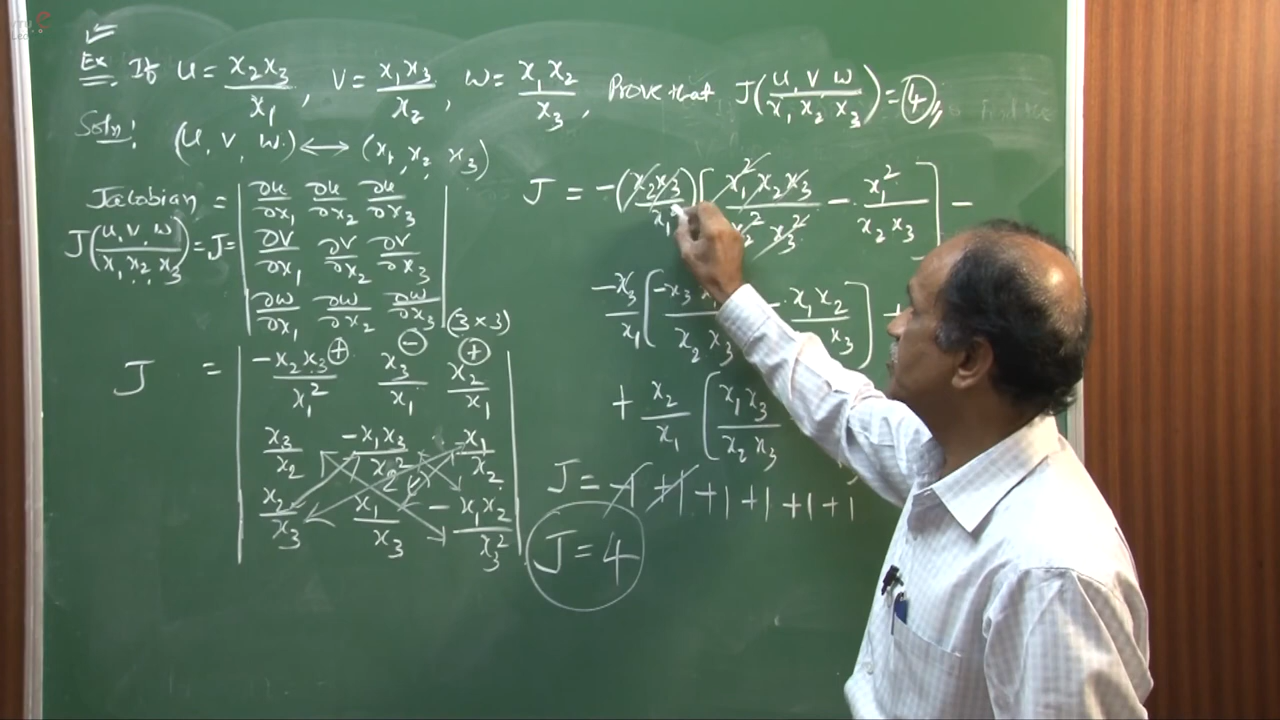 Ex If U = x₂x₃/x₁, V = x₁x₃/x₂, W = x₁x₂/x₃, Prove that J(U, V, W / x₁ x₂ x₃) = 4
Soln: (U, V, W) ↔ (x₁, x₂, x₃)
Jacobian = | ∂u/∂x₁ ∂u/∂x₂ ∂u/∂x₃ |
J(U, V, W / x₁ x₂ x₃) = J = | ∂V/∂x₁ ∂V/∂x₂ ∂V/∂x₃ |
| ∂w/∂x₁ ∂w/∂x₂ ∂w/∂x₃ | (3×3)
J = | -x₂x₃/x₁² ⊕ x₃/x₁ ⊖ x₂/x₁ ⊕ |
| x₃/x₂ -x₁x₃/x₂² x₁/x₂ |
| x₂/x₃ x₁/x₃ -x₁x₂/x₃² |
J = -(x₂x₃/x₁ [x₁²x₂x₃/x₂²x₃² - x₁²/x₂x₃] -
-x₃/x₁ [-x₃ / x₂x₃ - x₁x₂/x₃] +
+ x₂/x₁ [x₁x₃/x₂x₃
J = -1 +1 +1 +1 +1 +1
J = 4